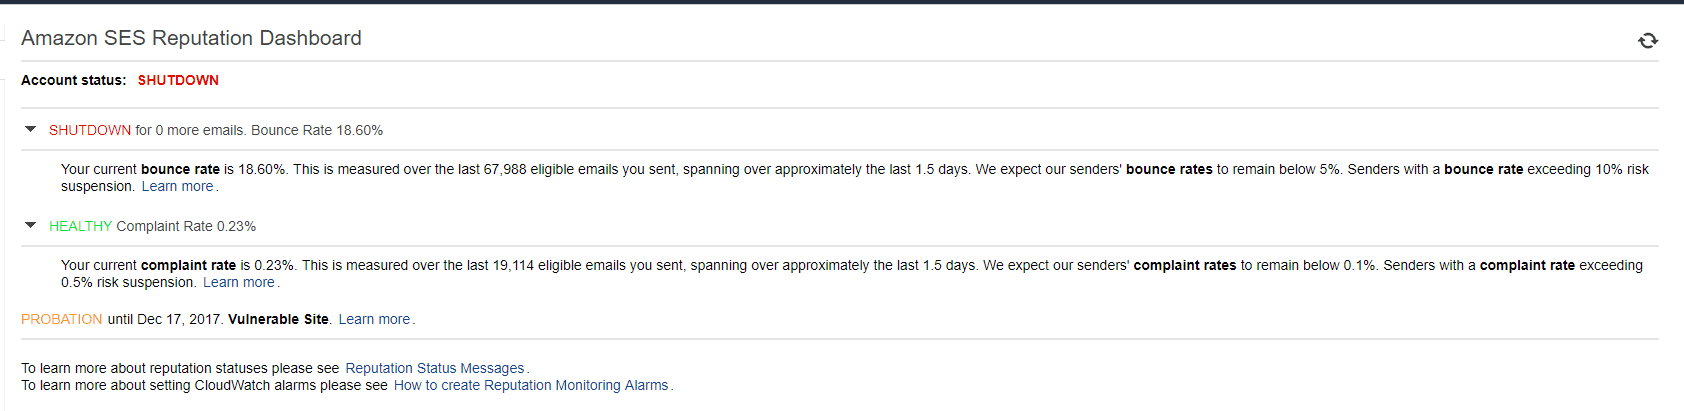 Amazon SES Reputation Dashboard
Account status: SHUTDOWN
SHUTDOWN for 0 more emails. Bounce Rate 18.60%
Your current bounce rate is 18.60%. This is measured over the last 67,988 eligible emails you sent, spanning over approximately the last 1.5 days. We expect our senders' bounce rates to remain below 5%. Senders with a bounce rate exceeding 10% risk
suspension. Learn more.
HEALTHY Complaint Rate 0.23%
Your current complaint rate is 0.23%. This is measured over the last 19,114 eligible emails you sent, spanning over approximately the last 1.5 days. We expect our senders' complaint rates to remain below 0.1%. Senders with a complaint rate exceeding
0.5% risk suspension. Learn more.
PROBATION until Dec 17, 2017. Vulnerable Site. Learn more.
To learn more about reputation statuses please see Reputation Status Messages.
To learn more about setting CloudWatch alarms please see How to create Reputation Monitoring Alarms.